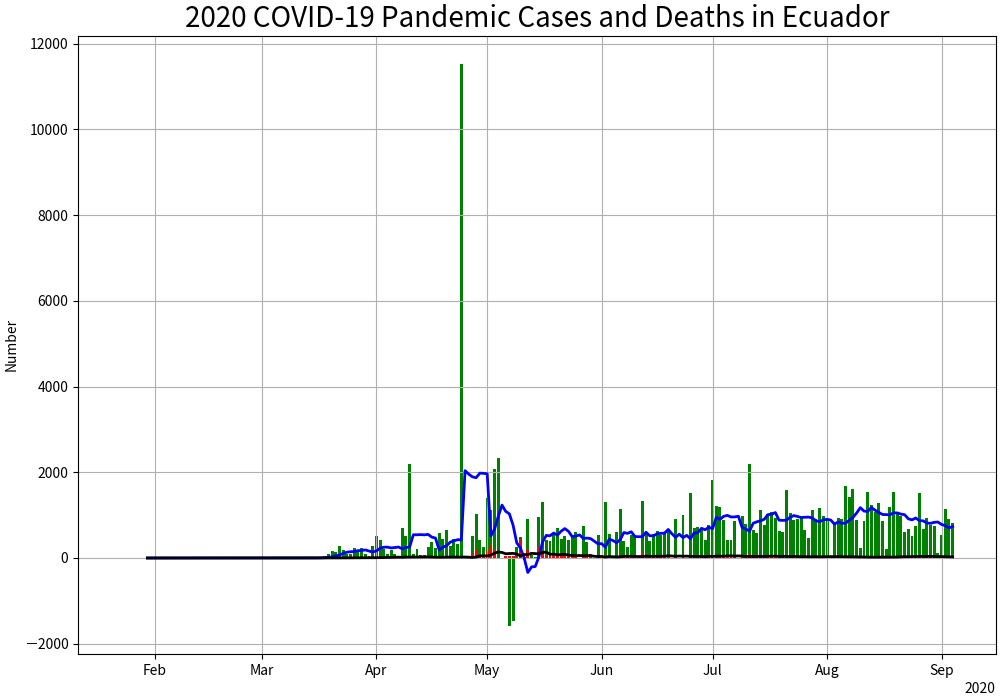 2020 COVID-19 Pandemic Cases and Deaths in Ecuador
12000
10000
8000
6000
4000
2000
0
−2000
Number
Feb
Mar
Apr
May
Jun
Jul
Aug
Sep
2020